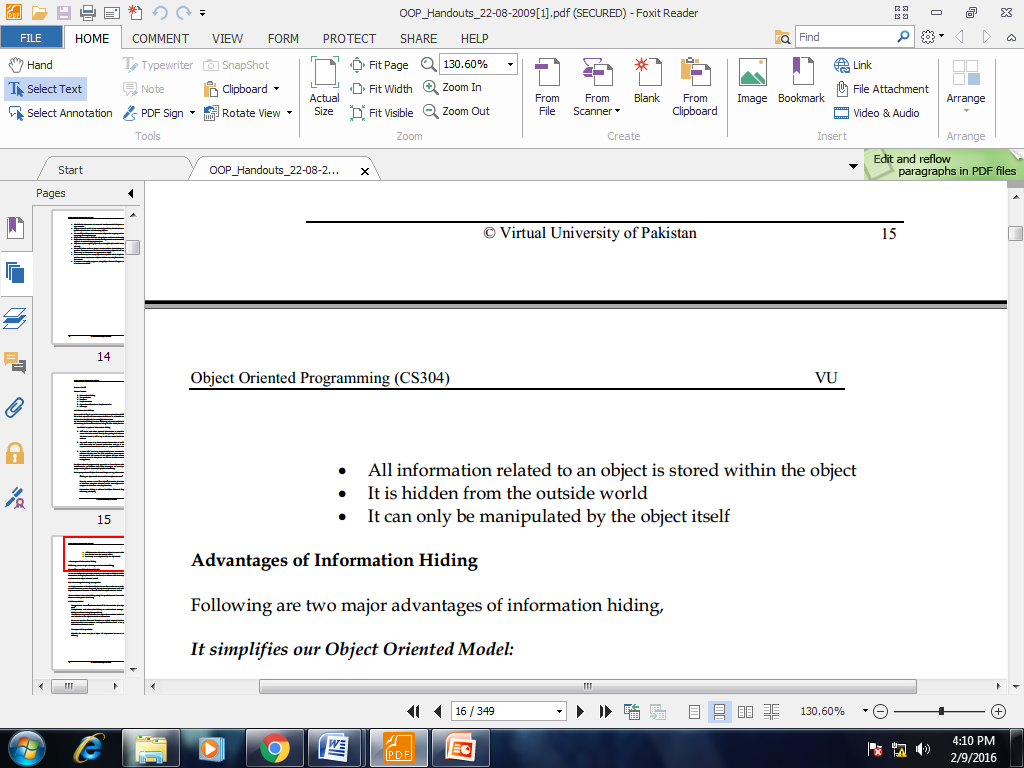 OOP_Handouts_22-08-2009[1].pdf (SECURED) - Foxit Reader
FILE HOME COMMENT VIEW FORM PROTECT SHARE HELP Find
Hand Typewriter SnapShot
Select Text Note Clipboard
Select Annotation PDF Sign Rotate View
Tools
Actual Size
Fit Page 130.60%
Fit Width Zoom In
Fit Visible Zoom Out
Zoom
From File
From Scanner
Blank
From Clipboard
Create
Image
Bookmark
Link
File Attachment
Video & Audio
Insert
Arrange
Arrange
Start OOP_Handouts_22-08-2...
Edit and reflow
paragraphs in PDF files
Pages
14
15
© Virtual University of Pakistan 15
Object Oriented Programming (CS304) VU
• All information related to an object is stored within the object
• It is hidden from the outside world
• It can only be manipulated by the object itself
Advantages of Information Hiding
Following are two major advantages of information hiding,
It simplifies our Object Oriented Model:
16 / 349 130.60%
PDF
4:10 PM
2/9/2016